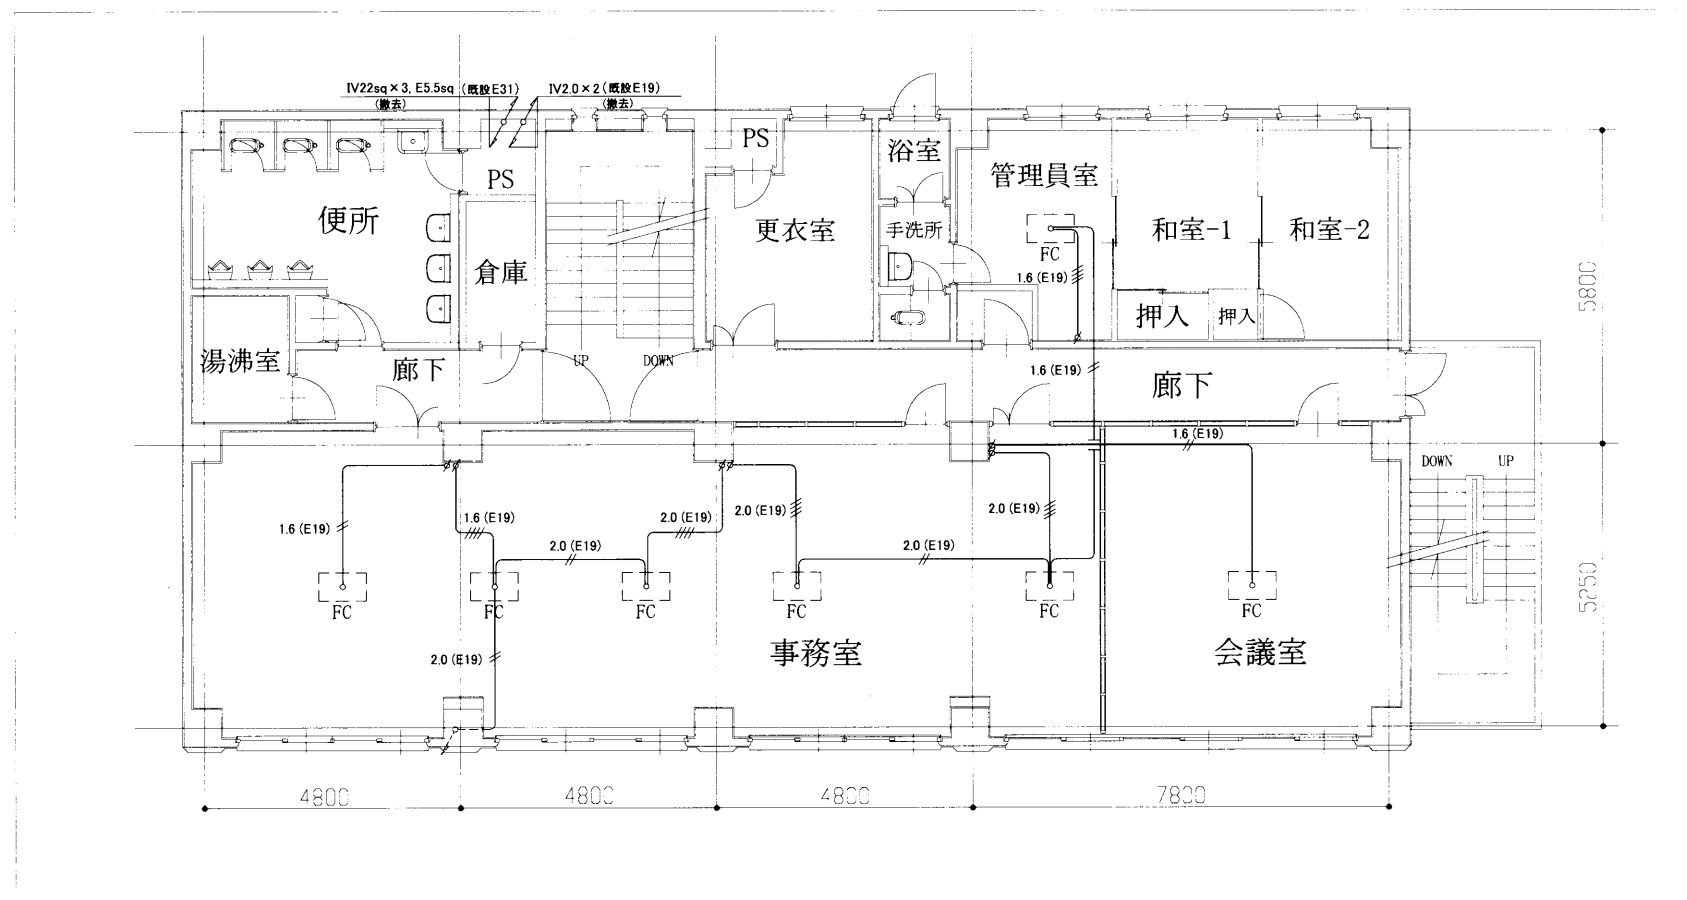 IV22sq×3, E5.5sq (既設E31)
(撤去)
IV2.0×2 (既設E19)
(撤去)
PS
PS
浴室
管理員室
便所
更衣室
手洗所
和室-1
和室-2
FC
倉庫
1.6 (E19)
5800
押入
押入
湯沸室
廊下
UP
DOWN
1.6 (E19)
廊下
1.6 (E19)
DOWN
UP
1.6 (E19)
1.6 (E19)
2.0 (E19)
2.0 (E19)
2.0 (E19)
2.0 (E19)
2.0 (E19)
5250
FC
FC
FC
FC
FC
FC
2.0 (E19)
事務室
会議室
4800
4800
4800
7800